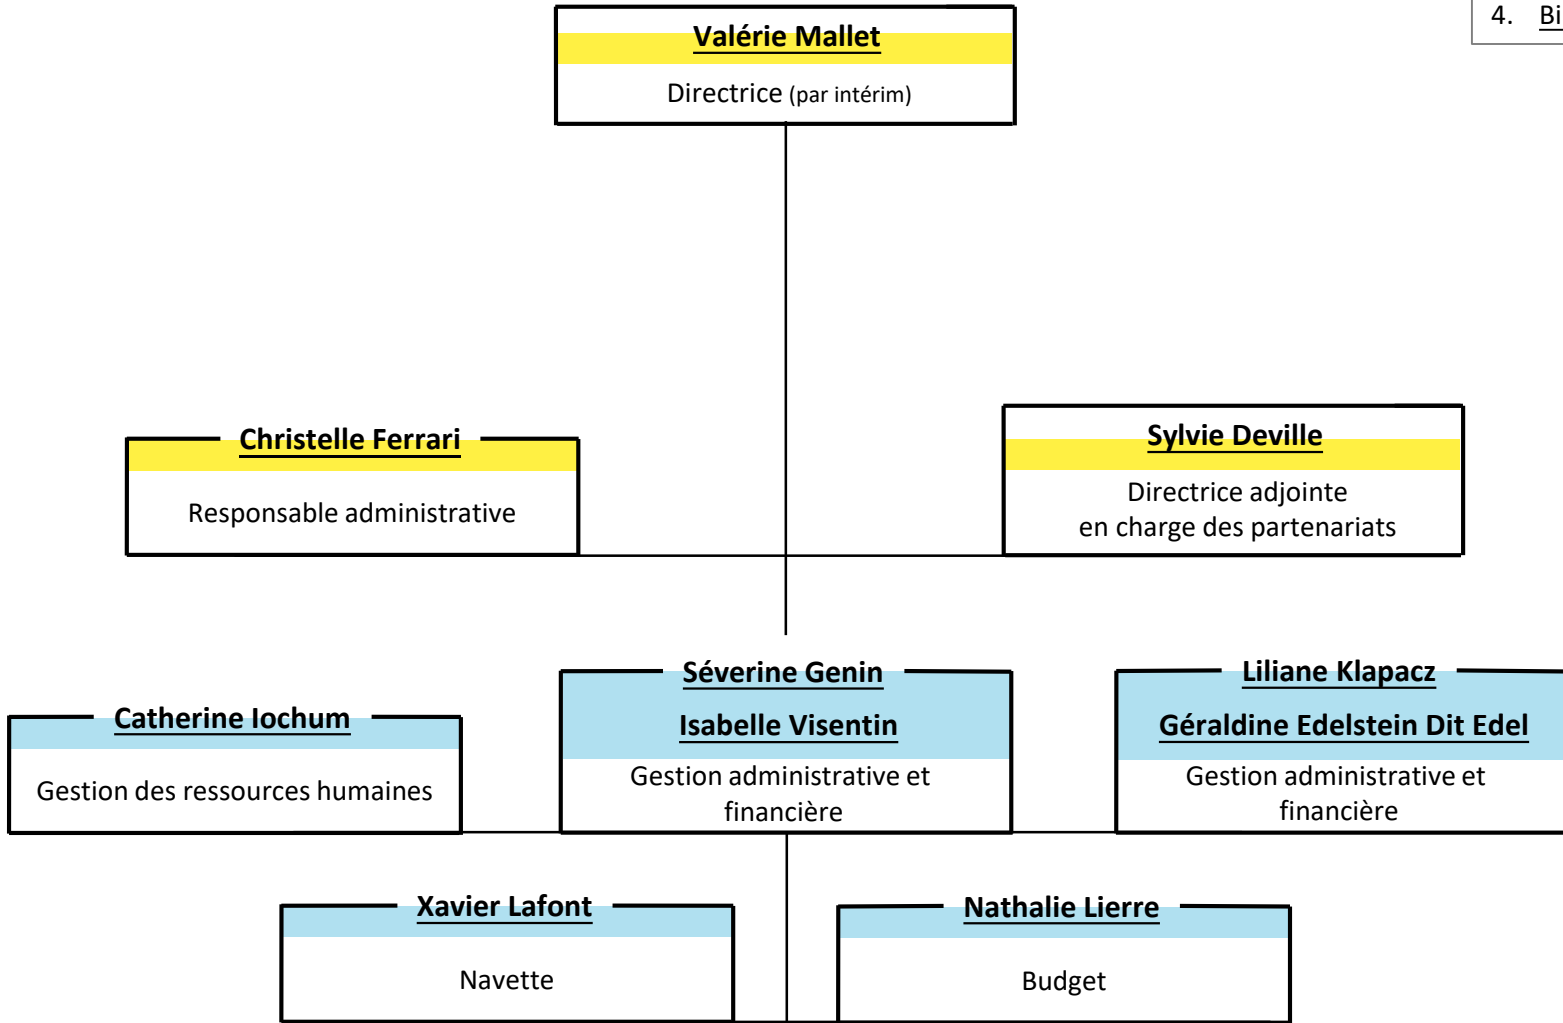 4. Bi
Valérie Mallet
Directrice (par intérim)
Christelle Ferrari
Responsable administrative
Sylvie Deville
Directrice adjointe
en charge des partenariats
Catherine Iochum
Gestion des ressources humaines
Séverine Genin
Isabelle Visentin
Gestion administrative et
financière
Liliane Klapacz
Géraldine Edelstein Dit Edel
Gestion administrative et
financière
Xavier Lafont
Navette
Nathalie Lierre
Budget